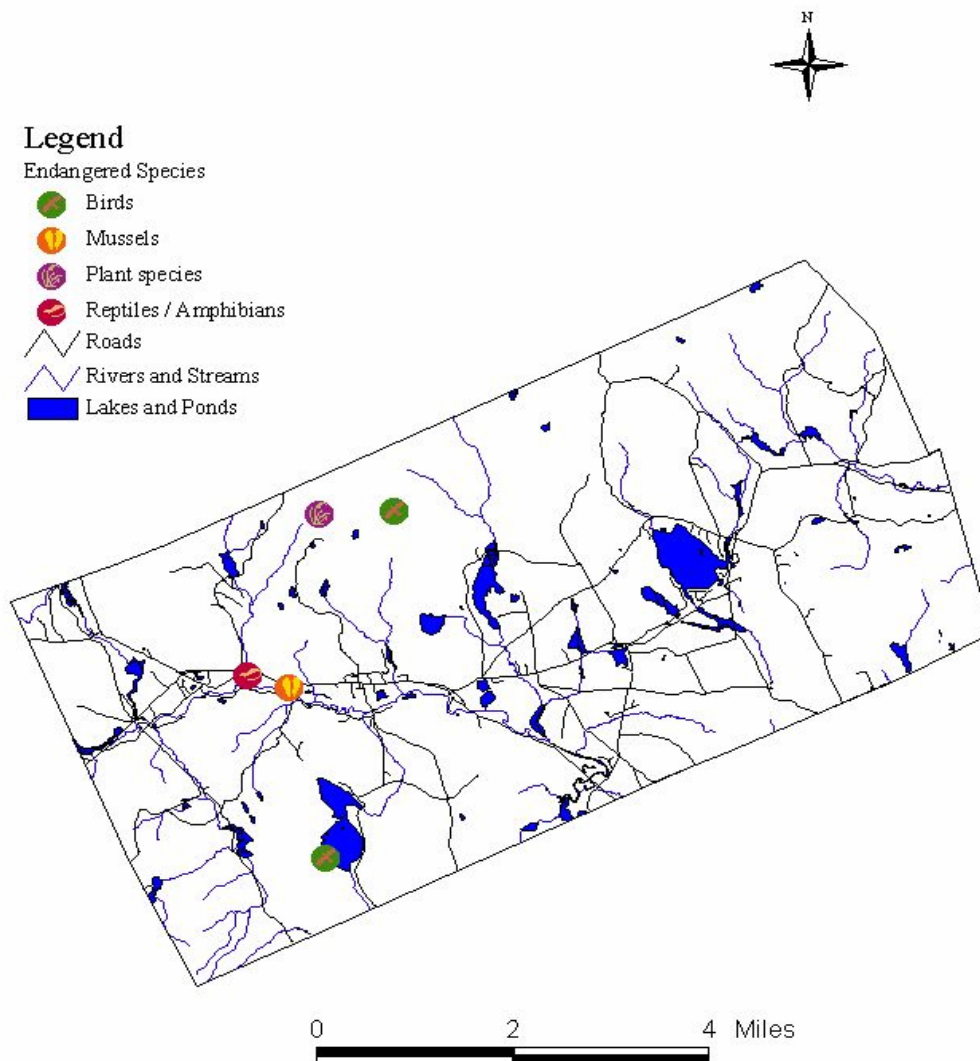 N
Legend
Endangered Species
Birds
Mussels
Plant species
Reptiles / Amphibians
Roads
Rivers and Streams
Lakes and Ponds
0 2 4 Miles